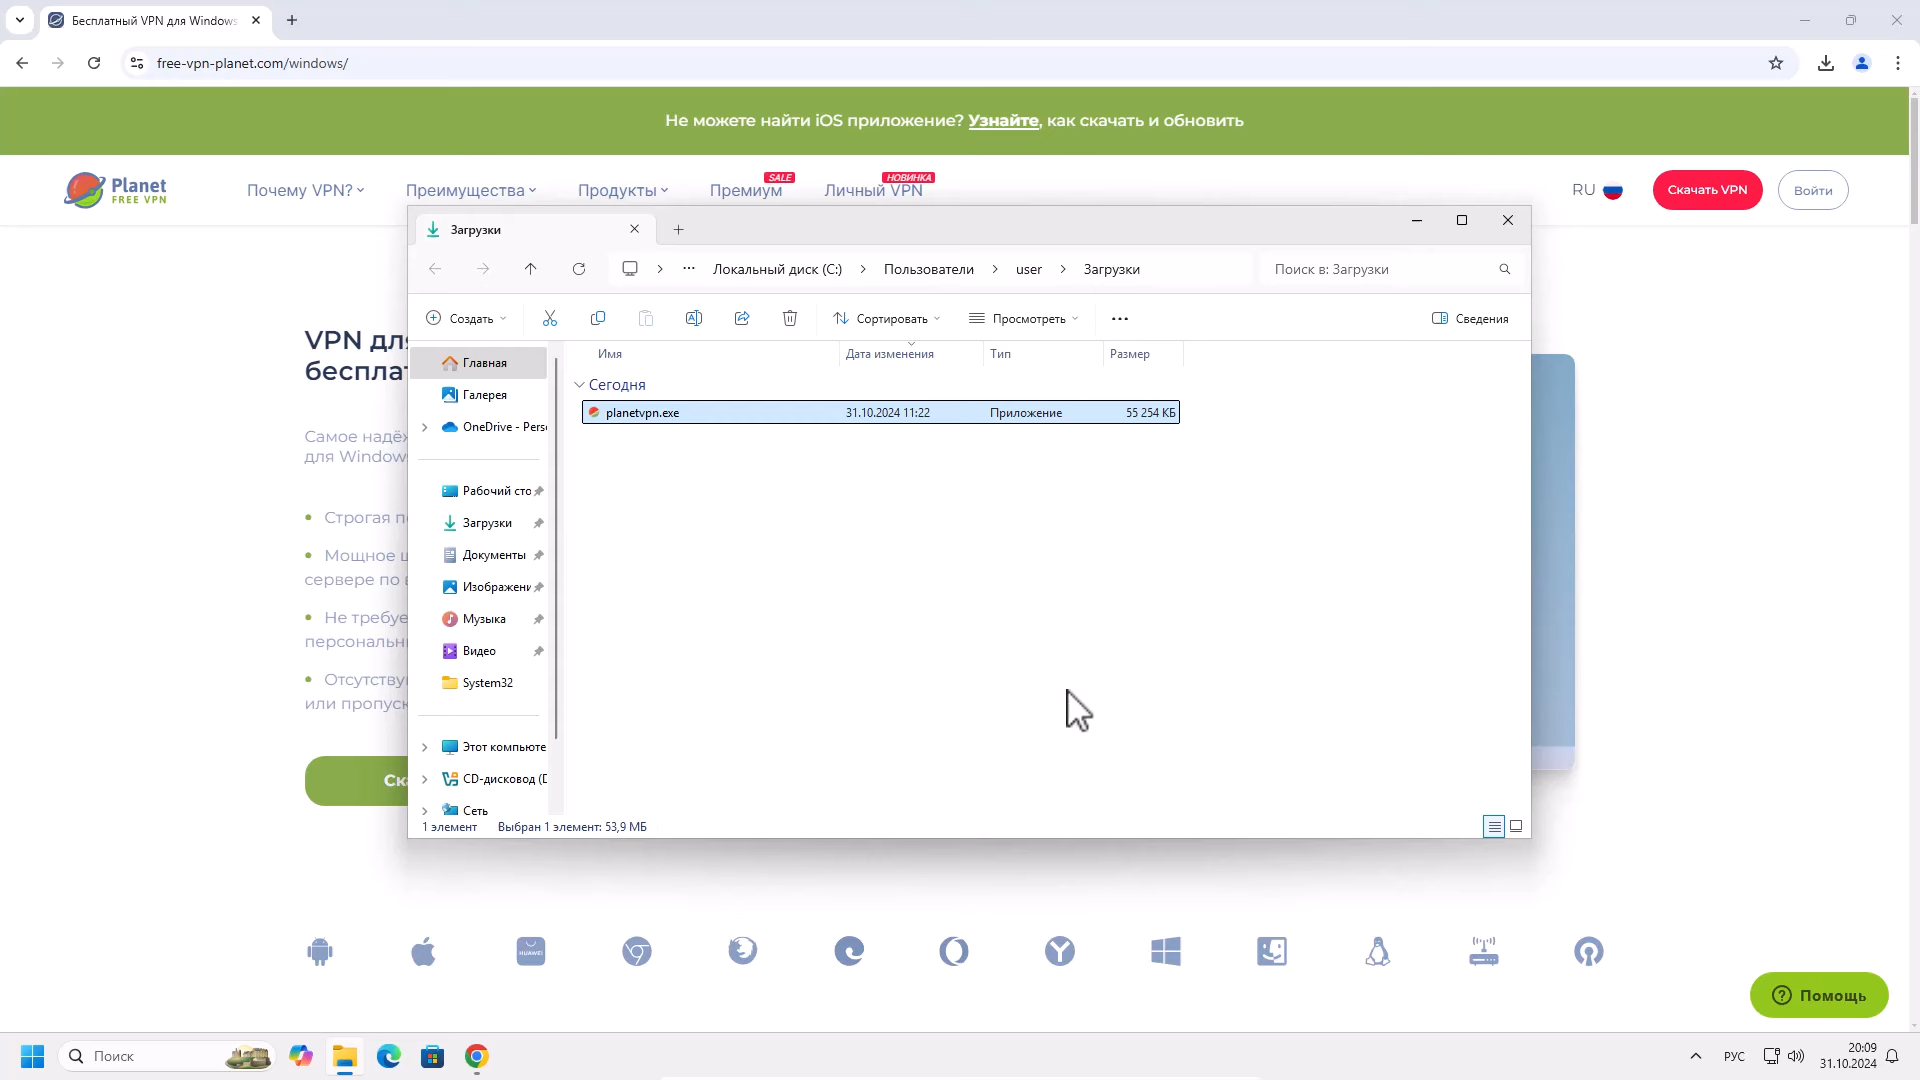 Бесплатный VPN для Windows
free-vpn-planet.com/windows/
Не можете найти iOS приложение? Узнайте, как скачать и обновить
Planet
FREE VPN
Почему VPN?
Преимущества
Продукты
Премиум
SALE
Личный VPN
НОВИНКА
RU
Скачать VPN
Войти
Загрузки
Локальный диск (C:)
Пользователи
user
Загрузки
Поиск в: Загрузки
Создать
Сортировать
Просмотреть
Сведения
Имя
Дата изменения
Тип
Размер
Сегодня
planetvpn.exe
31.10.2024 11:22
Приложение
55 254 КБ
Главная
Галерея
OneDrive - Pers
Рабочий сто
Загрузки
Документы
Изображени
Музыка
Видео
System32
Этот компьюте
CD-дисковод (D
Сеть
1 элемент
Выбран 1 элемент: 53,9 МБ
VPN для
бесплат
Самое надёж
для Windows
Строгая п
Мощное ш
сервере по в
Не требуе
персональн
Отсутству
или пропуск
Ска
HUAWEI
Помощь
Поиск
РУС
20:09
31.10.2024